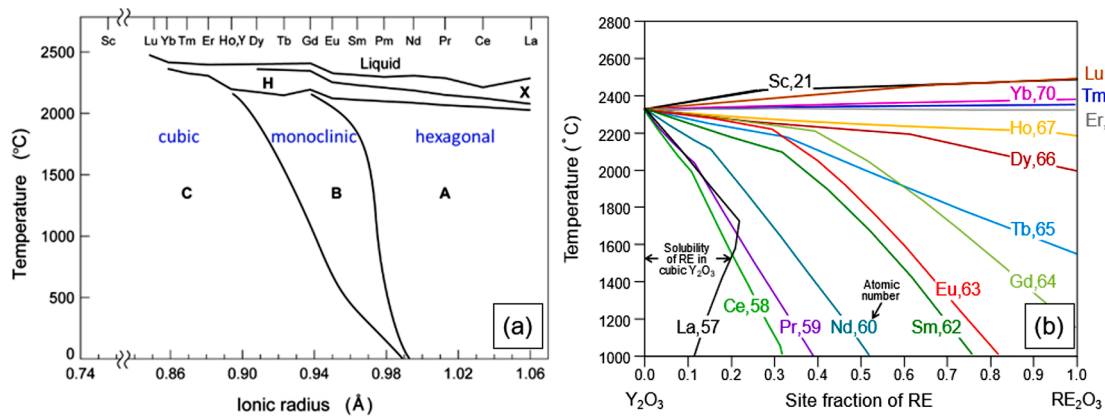 Sc Lu Yb Tm Er Ho,Y Dy Tb Gd Eu Sm Pm Nd Pr Ce La
2500
2000
1500
1000
500
0
Temperature (°C)
Liquid
H
X
cubic
monoclinic
hexagonal
C
B
A
(a)
0.74 0.86 0.90 0.94 0.98 1.02 1.06
Ionic radius (Å)
2800
2600
2400
2200
2000
1800
1600
1400
1200
1000
Temperature (°C)
Sc,21
Lu
Yb,70
Tm
Er,
Ho,67
Dy,66
Tb,65
Gd,64
Solubility
of RE in
cubic Y₂O₃
Atomic
number
Eu,63
Ce,58
La,57
Pr,59
Nd,60
Sm,62
(b)
0.0 0.1 0.2 0.3 0.4 0.5 0.6 0.7 0.8 0.9 1.0
Y₂O₃
Site fraction of RE
RE₂O₃